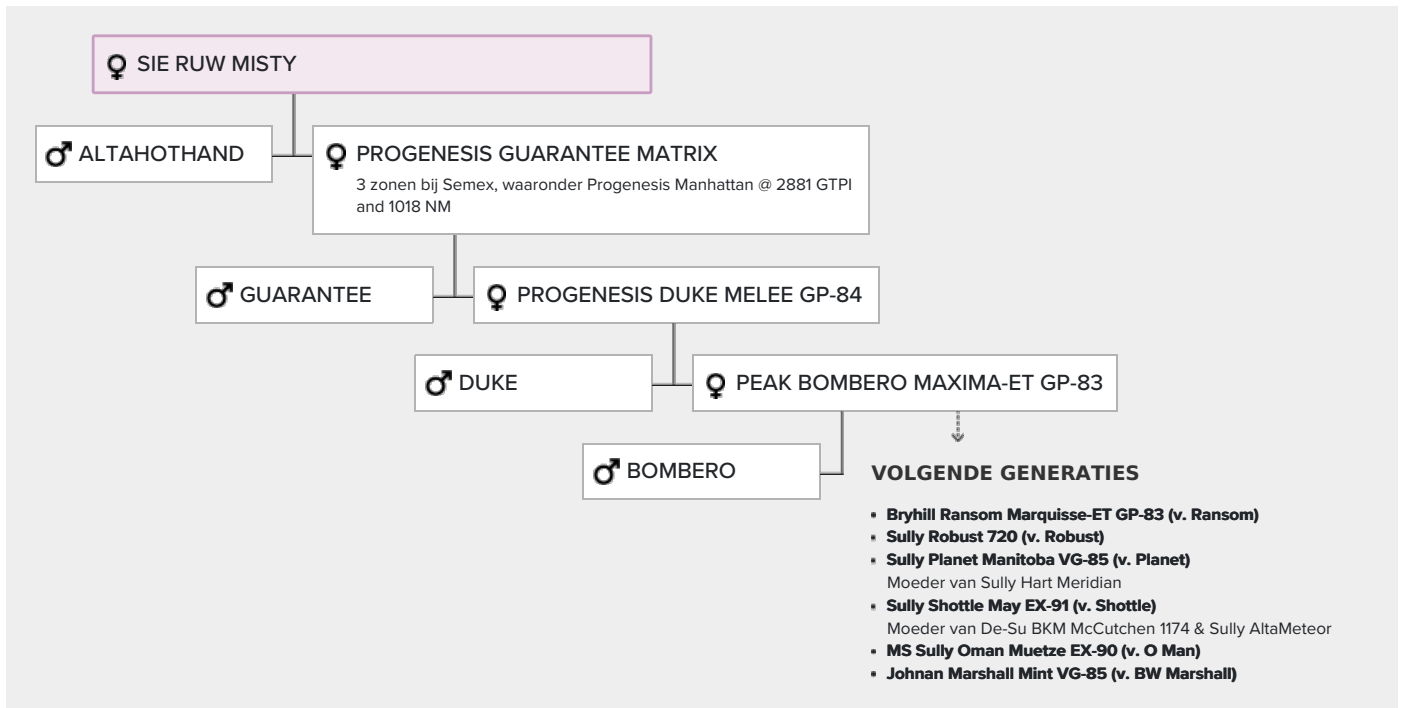 SIE RUW MISTY
ALTAHOTHAND
PROGENESIS GUARANTEE MATRIX
3 zonen bij Semex, waaronder Progenesis Manhattan @ 2881 GTPI
and 1018 NM
GUARANTEE
PROGENESIS DUKE MELEE GP-84
DUKE
PEAK BOMBERO MAXIMA-ET GP-83
BOMBERO
VOLGENDE GENERATIES
Bryhill Ransom Marquisse-ET GP-83 (v. Ransom)
Sully Robust 720 (v. Robust)
Sully Planet Manitoba VG-85 (v. Planet)
Moeder van Sully Hart Meridian
Sully Shottle May EX-91 (v. Shottle)
Moeder van De-Su BKM McCutchen 1174 & Sully AltaMeteor
MS Sully Oman Muetze EX-90 (v. O Man)
Johnan Marshall Mint VG-85 (v. BW Marshall)